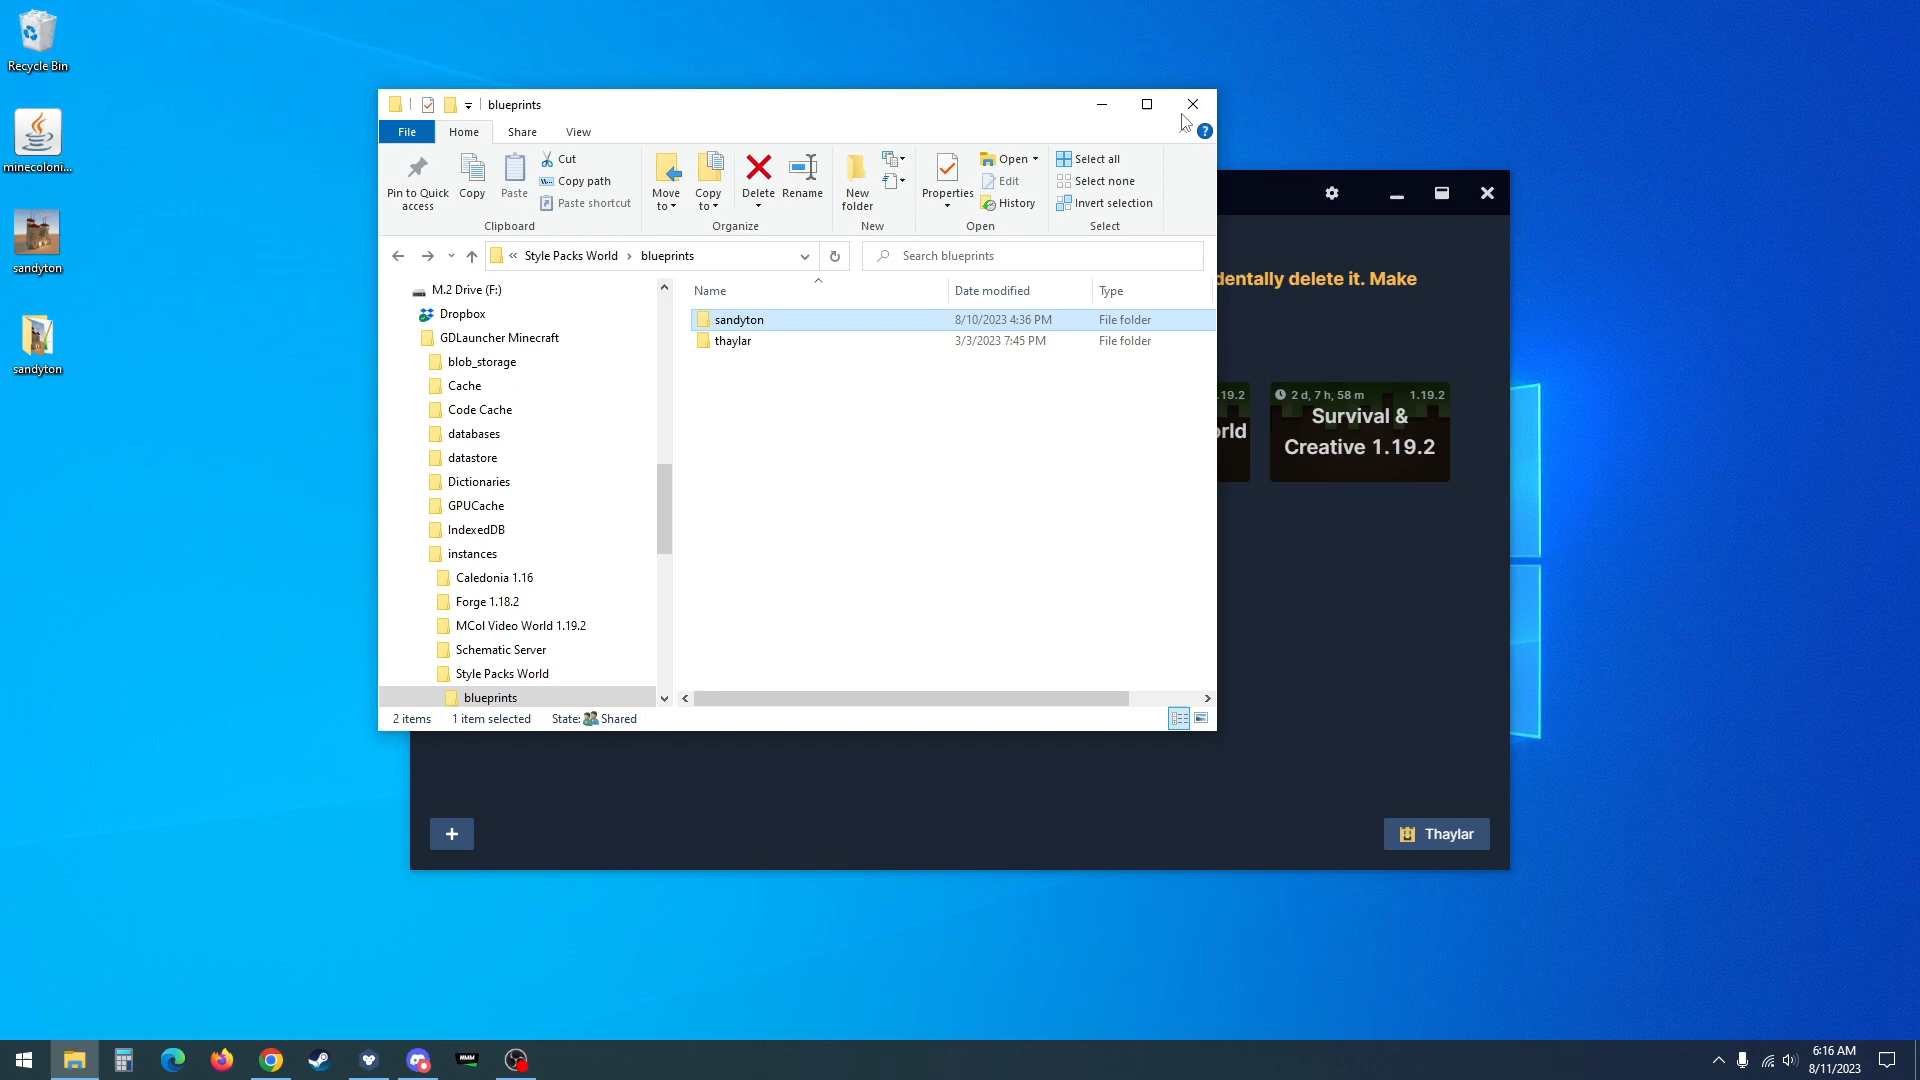 Recycle Bin
minecoloni...
sandyton
sandyton
blueprints
File
Home
Share
View
Pin to Quick
access
Copy
Paste
Cut
Copy path
Paste shortcut
Clipboard
Move
to
Copy
to
Delete
Rename
Organize
New
folder
New
Properties
Open
Edit
History
Open
Select all
Select none
Invert selection
Select
« Style Packs World › blueprints
Search blueprints
M.2 Drive (F:)
Dropbox
GDLauncher Minecraft
blob_storage
Cache
Code Cache
databases
datastore
Dictionaries
GPUCache
IndexedDB
instances
Caledonia 1.16
Forge 1.18.2
MCol Video World 1.19.2
Schematic Server
Style Packs World
blueprints
Name Date modified Type
sandyton 8/10/2023 4:36 PM File folder
thaylar 3/3/2023 7:45 PM File folder
2 items 1 item selected State: Shared
dentally delete it. Make
.19.2
orld
2 d, 7 h, 58 m 1.19.2
Survival &
Creative 1.19.2
+
Thaylar
MMM
6:16 AM
8/11/2023